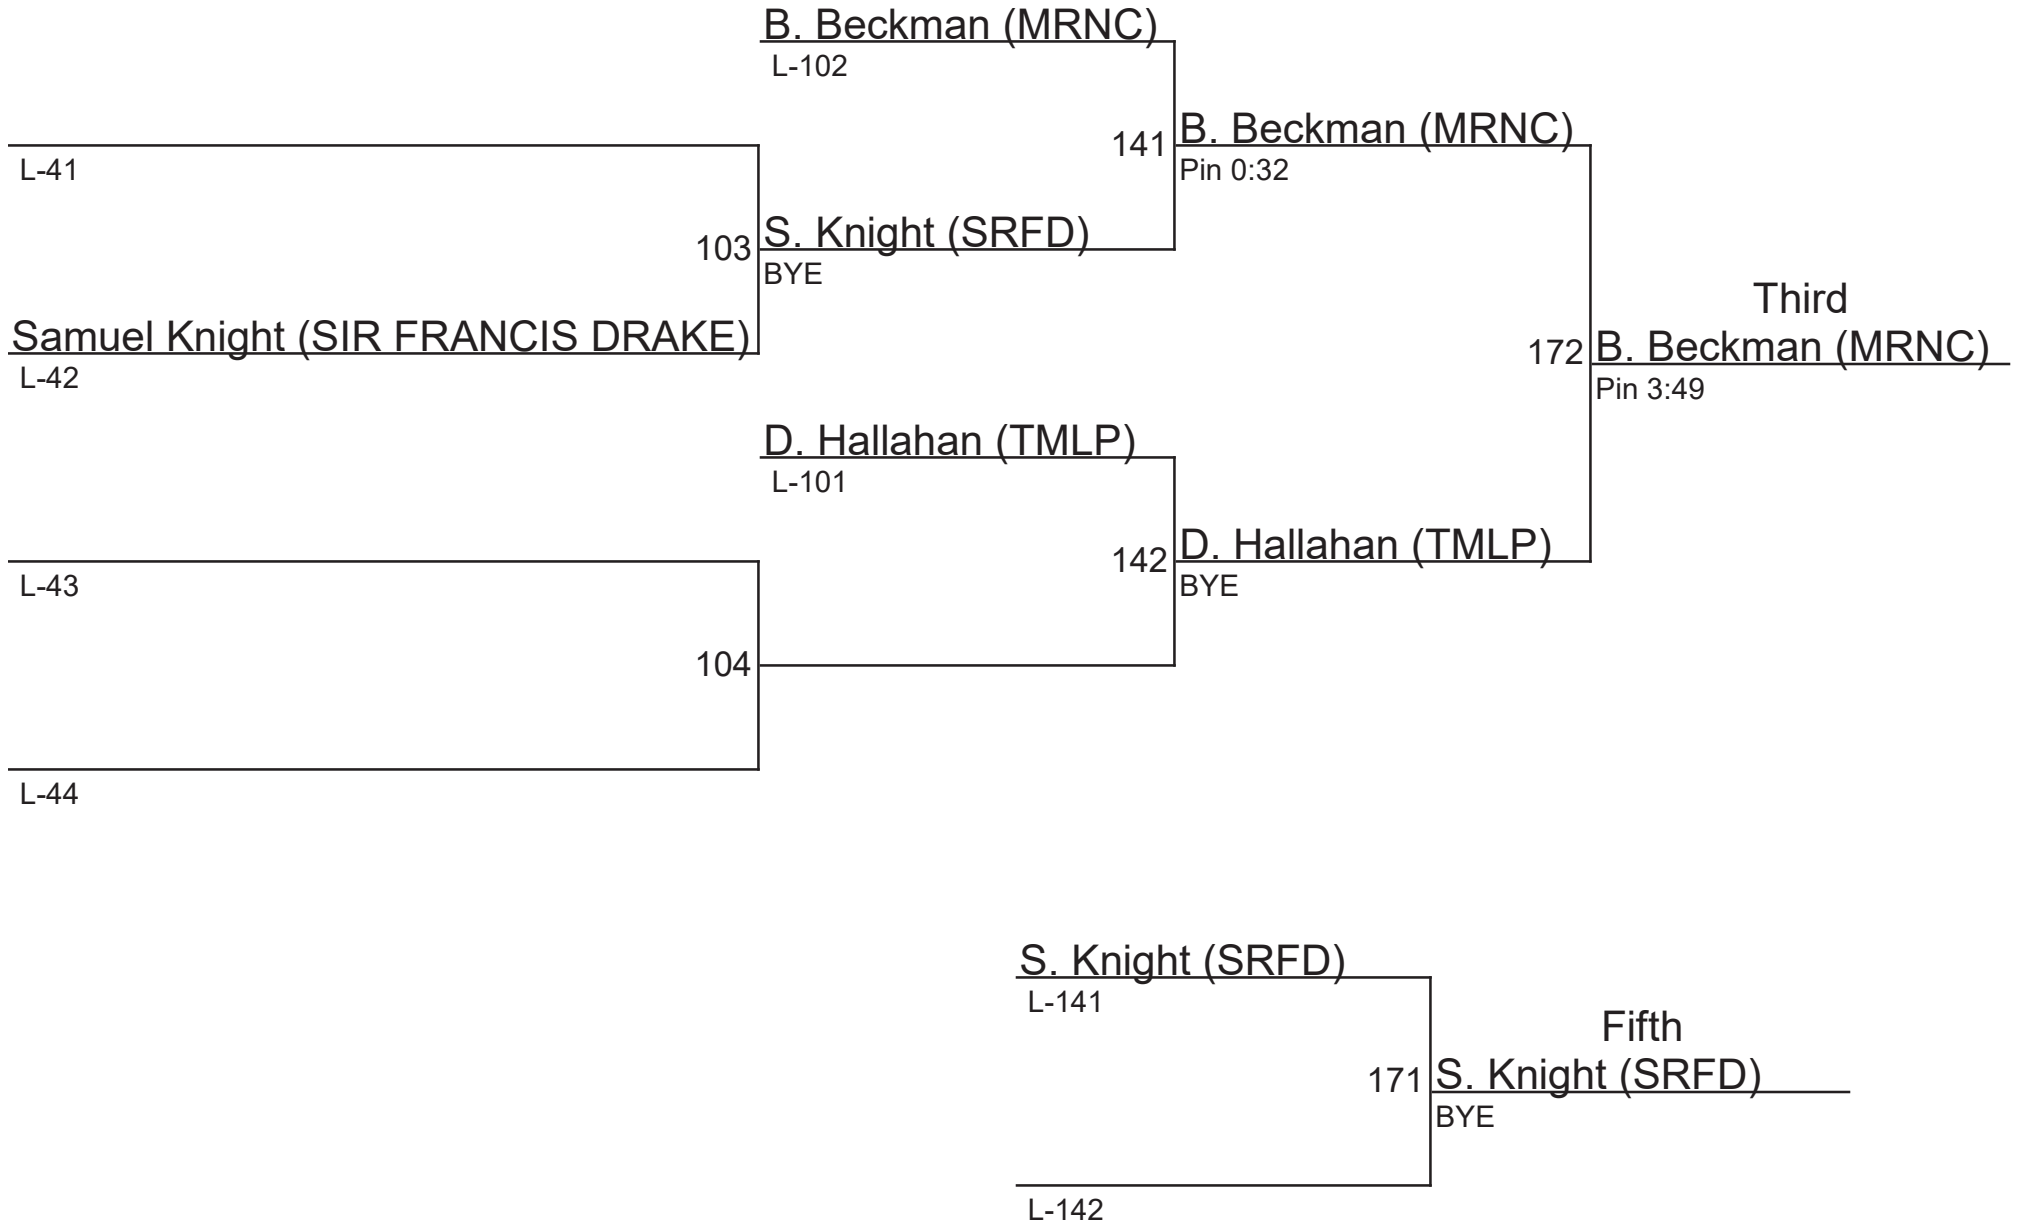 B. Beckman (MRNC)
L-102
141 B. Beckman (MRNC)
Pin 0:32
L-41
103 S. Knight (SRFD)
BYE
Samuel Knight (SIR FRANCIS DRAKE)
L-42
Third
172 B. Beckman (MRNC)
Pin 3:49
D. Hallahan (TMLP)
L-101
142 D. Hallahan (TMLP)
BYE
L-43
104
L-44
S. Knight (SRFD)
L-141
Fifth
171 S. Knight (SRFD)
BYE
L-142